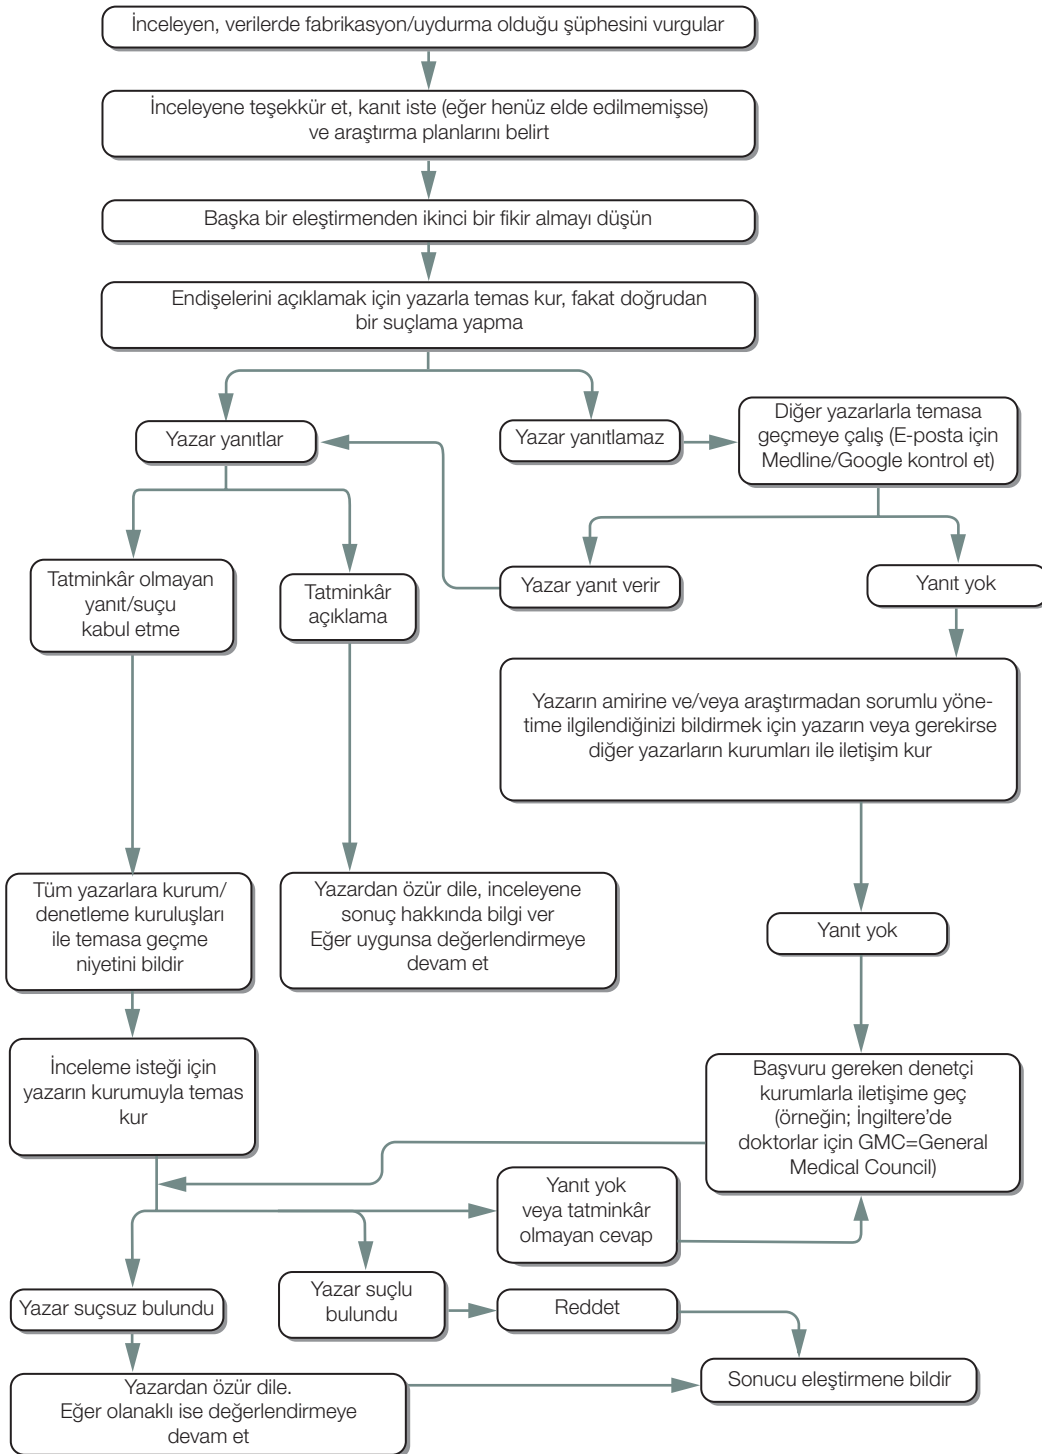 İnceleyen, verilerde fabrikasyon/uydurma olduğu şüphesini vurgular
İnceleyene teşekkür et, kanıt iste (eğer henüz elde edilmemişse)
ve araştırma planlarını belirt
Başka bir eleştirmenden ikinci bir fikir almayı düşün
Endişelerini açıklamak için yazarla temas kur, fakat doğrudan
bir suçlama yapma
Yazar yanıtlar
Yazar yanıtlamaz
Diğer yazarlarla temasa
geçmeye çalış (E-posta için
Medline/Google kontrol et)
Tatminkâr olmayan
yanıt/suçu
kabul etme
Tatminkâr
açıklama
Yazar yanıt verir
Yanıt yok
Yazarın amirine ve/veya araştırmadan sorumlu yöne-
time ilgilendiğinizi bildirmek için yazarın veya gerekirse
diğer yazarların kurumları ile iletişim kur
Tüm yazarlara kurum/
denetleme kuruluşları
ile temasa geçme
niyetini bildir
Yazardan özür dile, inceleyene
sonuç hakkında bilgi ver
Eğer uygunsa değerlendirmeye
devam et
Yanıt yok
İnceleme isteği için
yazarın kurumuyla temas
kur
Başvuru gereken denetçi
kurumlarla iletişime geç
(örneğin; İngiltere’de
doktorlar için GMC=General
Medical Council)
Yanıt yok
veya tatminkâr
olmayan cevap
Yazar suçsuz bulundu
Yazar suçlu
bulundu
Reddet
Yazardan özür dile.
Eğer olanaklı ise değerlendirmeye
devam et
Sonucu eleştirmene bildir